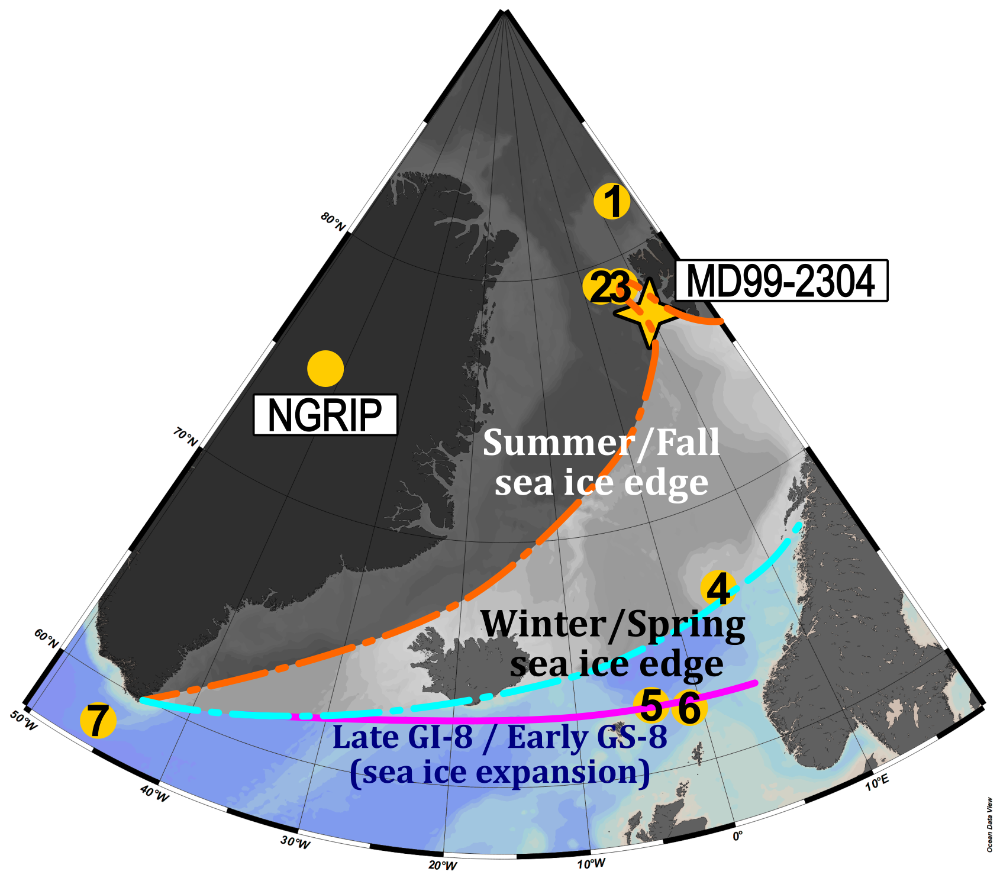 1
80°N
MD99-2304
23
NGRIP
70°N
Summer/Fall
sea ice edge
4
Winter/Spring
sea ice edge
60°N
5
6
7
50°W
Late GI-8 / Early GS-8
(sea ice expansion)
40°W
30°W
20°W
10°W
0°
10°E
Ocean Data View